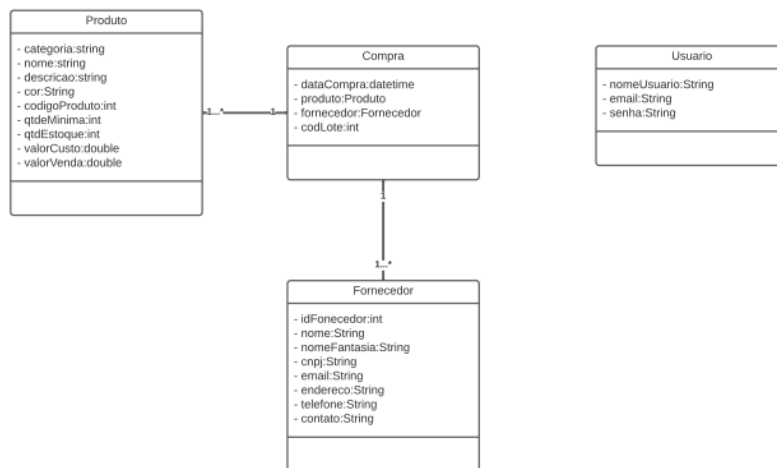 Produto
- categoria:string
- nome:string
- descricao:string
- cor:String
- codigoProduto:int
- qtdeMinima:int
- qtdEstoque:int
- valorCusto:double
- valorVenda:double
1...*
1
Compra
- dataCompra:datetime
- produto:Produto
- fornecedor:Fornecedor
- codLote:int
Usuario
- nomeUsuario:String
- email:String
- senha:String
1
1...*
Fornecedor
- idFonecedor:int
- nome:String
- nomeFantasia:String
- cnpj:String
- email:String
- endereco:String
- telefone:String
- contato:String